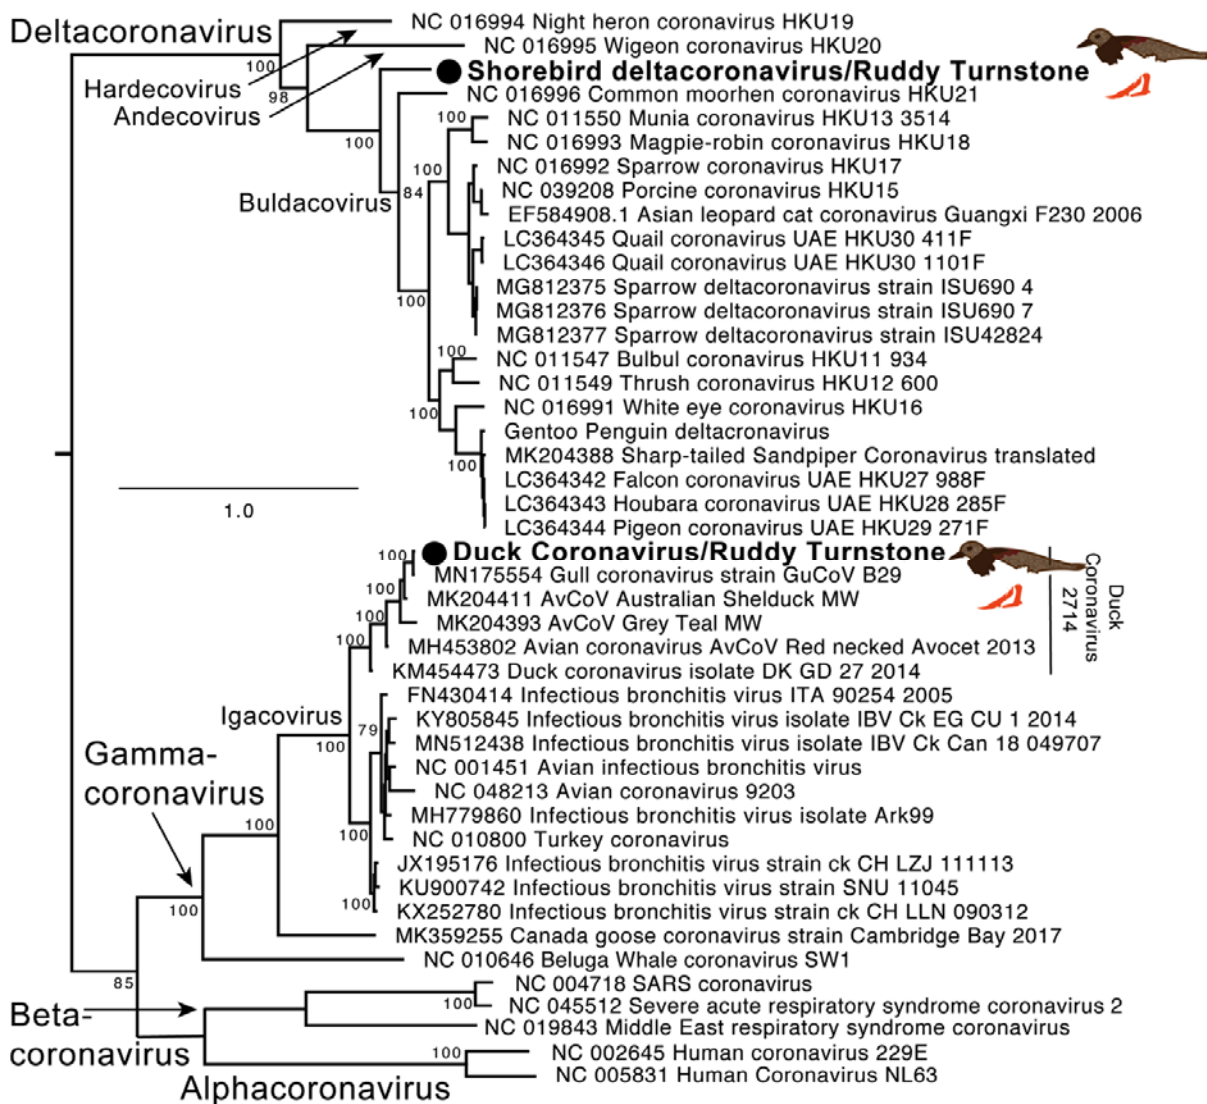 Deltacoronavirus
NC 016994 Night heron coronavirus HKU19
NC 016995 Wigeon coronavirus HKU20
100
Hardecovirus
98
Shorebird deltacoronavirus/Ruddy Turnstone
NC 016996 Common moorhen coronavirus HKU21
Andecovirus
100
NC 011550 Munia coronavirus HKU13 3514
100
NC 016993 Magpie-robin coronavirus HKU18
100
NC 016992 Sparrow coronavirus HKU17
84
NC 039208 Porcine coronavirus HKU15
Buldacovirus
EF584908.1 Asian leopard cat coronavirus Guangxi F230 2006
LC364345 Quail coronavirus UAE HKU30 411F
LC364346 Quail coronavirus UAE HKU30 1101F
MG812375 Sparrow deltacoronavirus strain ISU690 4
100
MG812376 Sparrow deltacoronavirus strain ISU690 7
MG812377 Sparrow deltacoronavirus strain ISU42824
100
NC 011547 Bulbul coronavirus HKU11 934
NC 011549 Thrush coronavirus HKU12 600
100
NC 016991 White eye coronavirus HKU16
Gentoo Penguin deltacronavirus
MK204388 Sharp-tailed Sandpiper Coronavirus translated
100
LC364342 Falcon coronavirus UAE HKU27 988F
LC364343 Houbara coronavirus UAE HKU28 285F
1.0
LC364344 Pigeon coronavirus UAE HKU29 271F
100
Duck Coronavirus/Ruddy Turnstone
MN175554 Gull coronavirus strain GuCoV B29
Duck
Coronavirus
2714
100
MK204411 AvCoV Australian Shelduck MW
100
MK204393 AvCoV Grey Teal MW
100
MH453802 Avian coronavirus AvCoV Red necked Avocet 2013
KM454473 Duck coronavirus isolate DK GD 27 2014
FN430414 Infectious bronchitis virus ITA 90254 2005
Igacovirus
79
KY805845 Infectious bronchitis virus isolate IBV Ck EG CU 1 2014
100
MN512438 Infectious bronchitis virus isolate IBV Ck Can 18 049707
Gamma-
coronavirus
NC 001451 Avian infectious bronchitis virus
NC 048213 Avian coronavirus 9203
MH779860 Infectious bronchitis virus isolate Ark99
100
100
NC 010800 Turkey coronavirus
JX195176 Infectious bronchitis virus strain ck CH LZJ 111113
KU900742 Infectious bronchitis virus strain SNU 11045
100
KX252780 Infectious bronchitis virus strain ck CH LLN 090312
100
MK359255 Canada goose coronavirus strain Cambridge Bay 2017
NC 010646 Beluga Whale coronavirus SW1
85
NC 004718 SARS coronavirus
100
NC 045512 Severe acute respiratory syndrome coronavirus 2
Beta-
coronavirus
NC 019843 Middle East respiratory syndrome coronavirus
100
NC 002645 Human coronavirus 229E
NC 005831 Human Coronavirus NL63
Alphacoronavirus